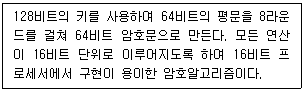 128비트의 키를 사용하여 64비트의 평문을 8라운
드를 걸쳐 64비트 암호문으로 만든다. 모든 연산
이 16비트 단위로 이루어지도록 하여 16비트 프
로세서에서 구현이 용이한 암호알고리즘이다.